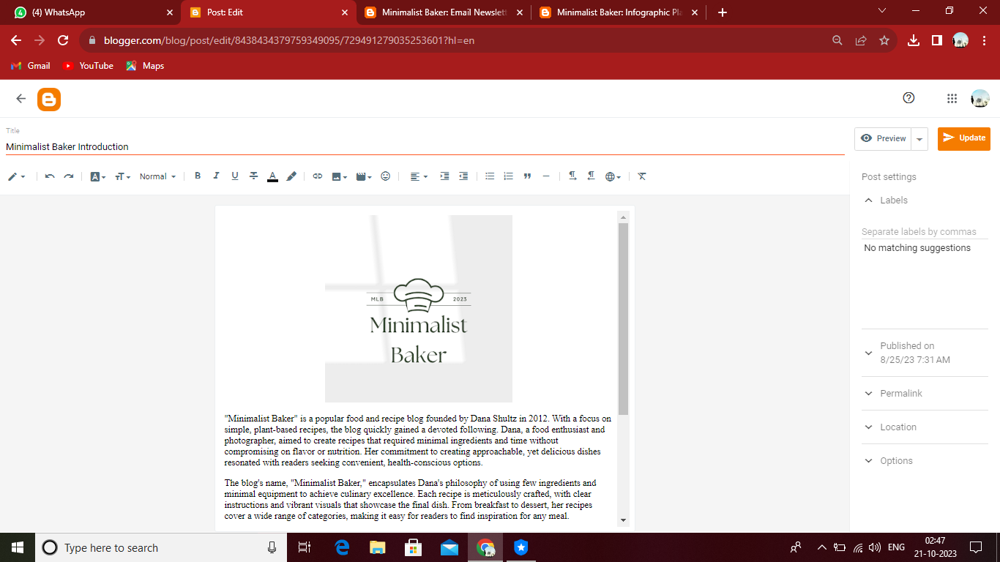 (4) WhatsApp
Post: Edit
Minimalist Baker: Email Newslett
Minimalist Baker: Infographic Pla
blogger.com/blog/post/edit/8438434379759349095/729491279035253601?hl=en
Gmail
YouTube
Maps
Title
Minimalist Baker Introduction
Preview
Update
Normal
B I U
Post settings
Labels
Separate labels by commas
No matching suggestions
Published on
8/25/23 7:31 AM
Permalink
Location
Options
MLB 2023
Minimalist
Baker
"Minimalist Baker" is a popular food and recipe blog founded by Dana Shultz in 2012. With a focus on
simple, plant-based recipes, the blog quickly gained a devoted following. Dana, a food enthusiast and
photographer, aimed to create recipes that required minimal ingredients and time without
compromising on flavor or nutrition. Her commitment to creating approachable, yet delicious dishes
resonated with readers seeking convenient, health-conscious options.
The blog's name, "Minimalist Baker," encapsulates Dana's philosophy of using few ingredients and
minimal equipment to achieve culinary excellence. Each recipe is meticulously crafted, with clear
instructions and vibrant visuals that showcase the final dish. From breakfast to dessert, her recipes
cover a wide range of categories, making it easy for readers to find inspiration for any meal.
Type here to search
ENG
02:47
21-10-2023